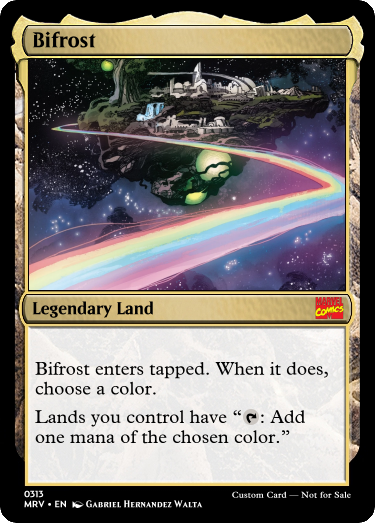 Bifrost
Legendary Land
MARVEL
COMICS
Bifrost enters tapped. When it does,
choose a color.
Lands you control have “: Add
one mana of the chosen color.”
0313
Custom Card — Not for Sale
MRV • EN Gabriel Hernandez Walta